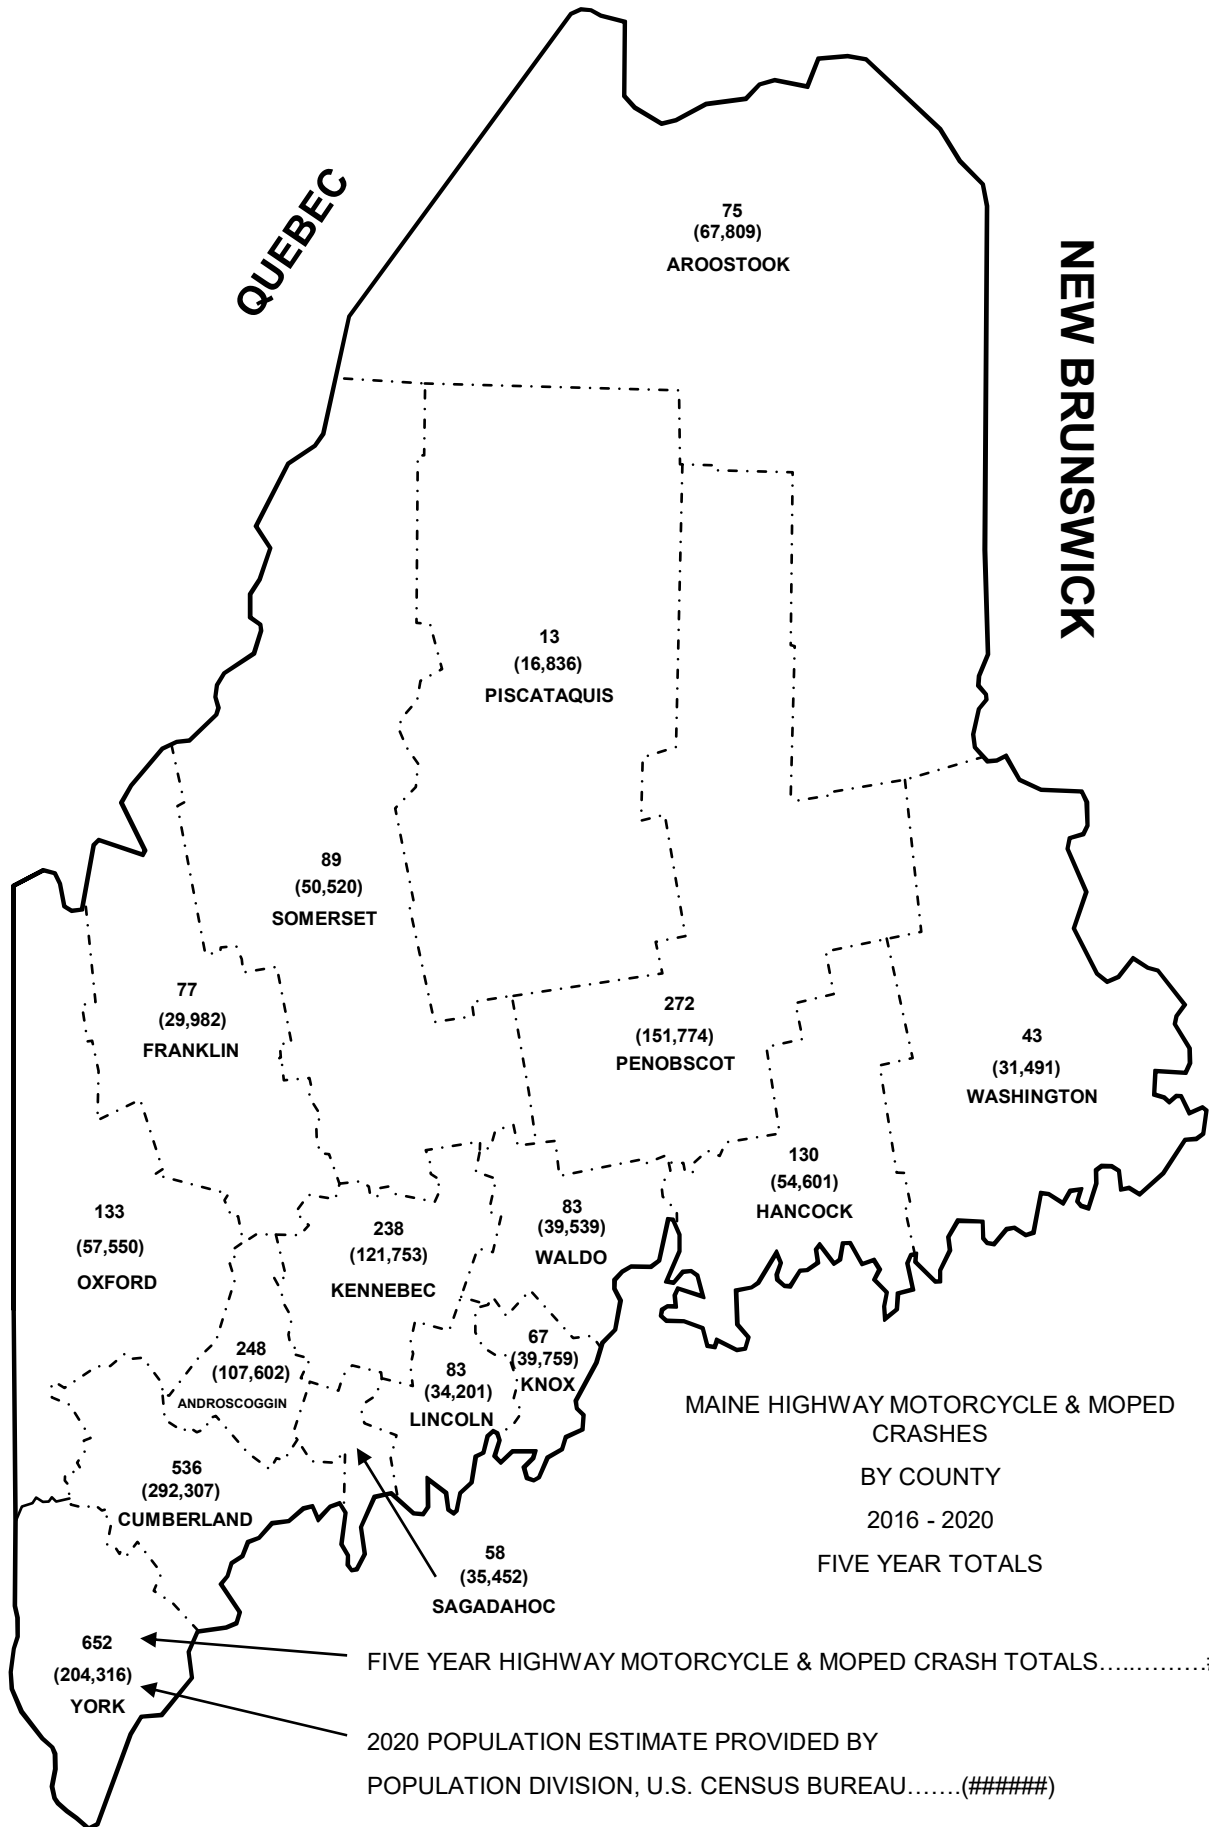 QUEBEC
75
(67,809)
AROOSTOOK
NEW BRUNSWICK
13
(16,836)
PISCATAQUIS
89
(50,520)
SOMERSET
77
(29,982)
FRANKLIN
272
(151,774)
PENOBSCOT
43
(31,491)
WASHINGTON
130
(54,601)
HANCOCK
133
(57,550)
OXFORD
238
(121,753)
KENNEBEC
83
(39,539)
WALDO
248
(107,602)
ANDROSCOGGIN
83
(34,201)
LINCOLN
67
(39,759)
KNOX
536
(292,307)
CUMBERLAND
58
(35,452)
SAGADAHOC
652
(204,316)
YORK
MAINE HIGHWAY MOTORCYCLE & MOPED
CRASHES
BY COUNTY
2016 - 2020
FIVE YEAR TOTALS
FIVE YEAR HIGHWAY MOTORCYCLE & MOPED CRASH TOTALS..............
2020 POPULATION ESTIMATE PROVIDED BY
POPULATION DIVISION, U.S. CENSUS BUREAU.......(######)